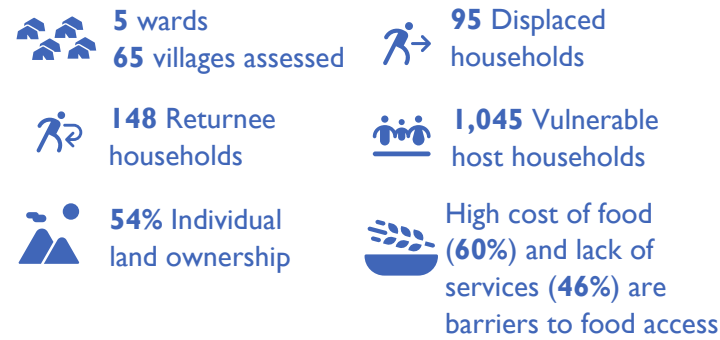 5 wards
65 villages assessed
95 Displaced
households
148 Returnee
households
1,045 Vulnerable
host households
54% Individual
land ownership
High cost of food
(60%) and lack of
services (46%) are
barriers to food access